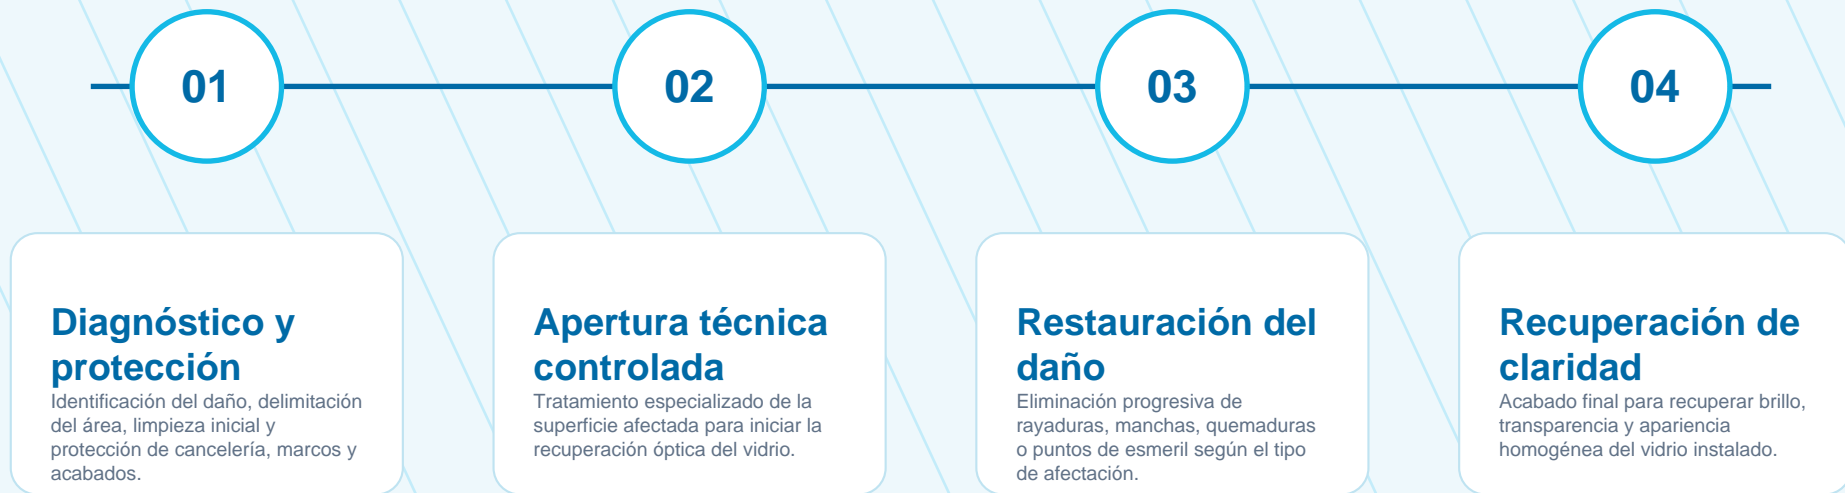 01
02
03
04
Diagnóstico y
protección
Identificación del daño, delimitación
del área, limpieza inicial y
protección de cancelería, marcos y
acabados.
Apertura técnica
controlada
Tratamiento especializado de la
superficie afectada para iniciar la
recuperación óptica del vidrio.
Restauración del
daño
Eliminación progresiva de
rayaduras, manchas, quemaduras
o puntos de esmeril según el tipo
de afectación.
Recuperación de
claridad
Acabado final para recuperar brillo,
transparencia y apariencia
homogénea del vidrio instalado.